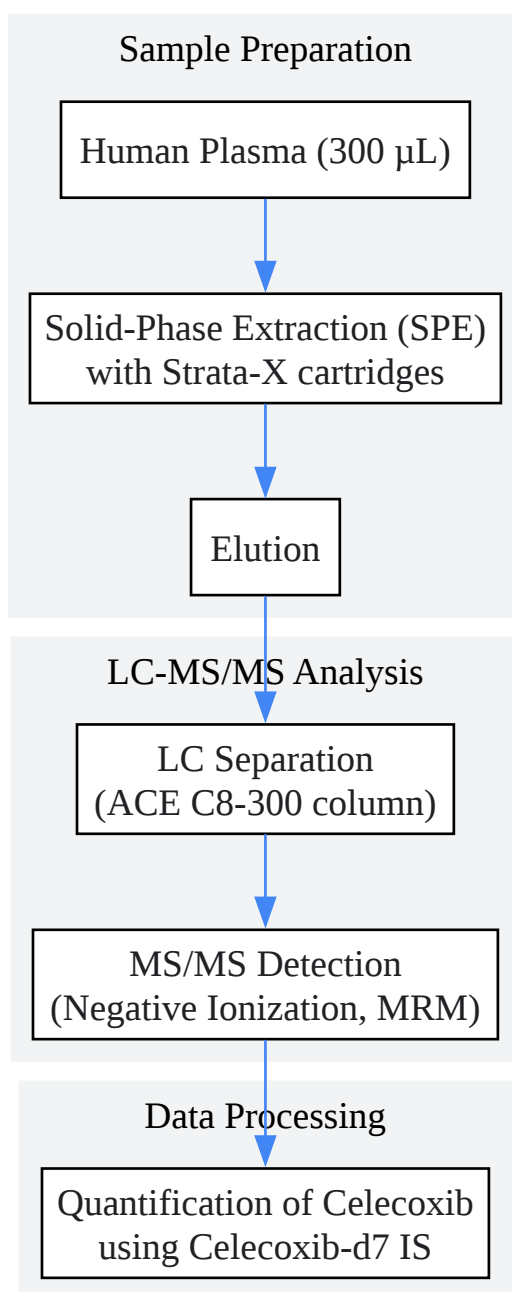 Sample Preparation
Human Plasma (300 µL)
Solid-Phase Extraction (SPE)
with Strata-X cartridges
Elution
LC-MS/MS Analysis
LC Separation
(ACE C8-300 column)
MS/MS Detection
(Negative Ionization, MRM)
Data Processing
Quantification of Celecoxib
using Celecoxib-d7 IS